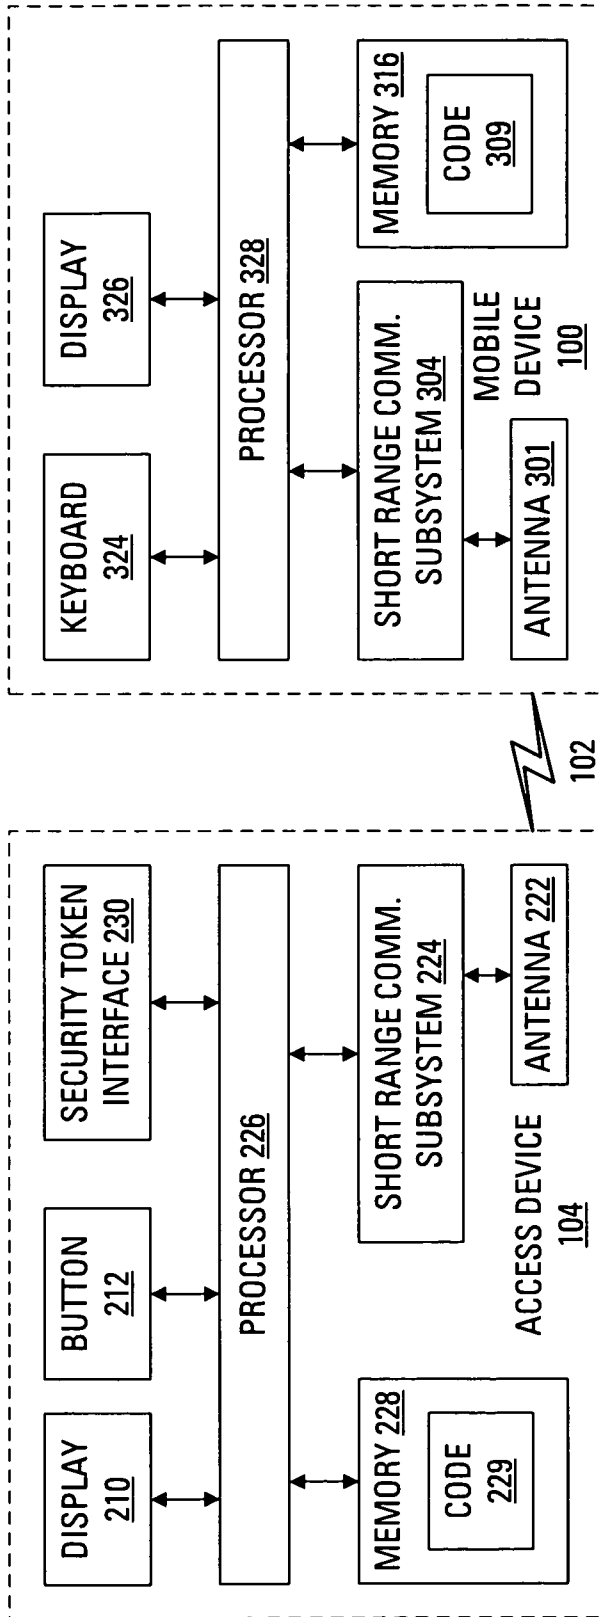 DISPLAY
210
BUTTON
212
SECURITY TOKEN
INTERFACE 230
PROCESSOR 226
MEMORY 228
CODE
229
SHORT RANGE COMM.
SUBSYSTEM 224
ANTENNA 222
ACCESS DEVICE
104
102
KEYBOARD
324
DISPLAY
326
PROCESSOR 328
SHORT RANGE COMM.
SUBSYSTEM 304
ANTENNA 301
MOBILE
DEVICE
100
MEMORY 316
CODE
309